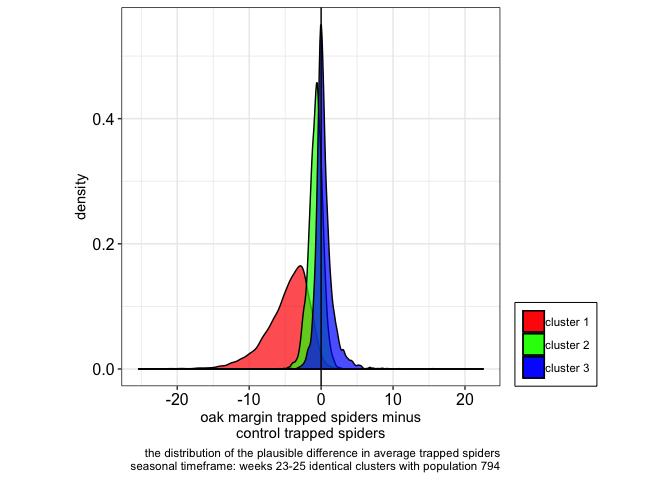 0.4
0.2
0.0
density
-20 -10 0 10 20
oak margin trapped spiders minus
control trapped spiders
cluster 1
cluster 2
cluster 3
the distribution of the plausible difference in average trapped spiders
seasonal timeframe: weeks 23-25 identical clusters with population 794